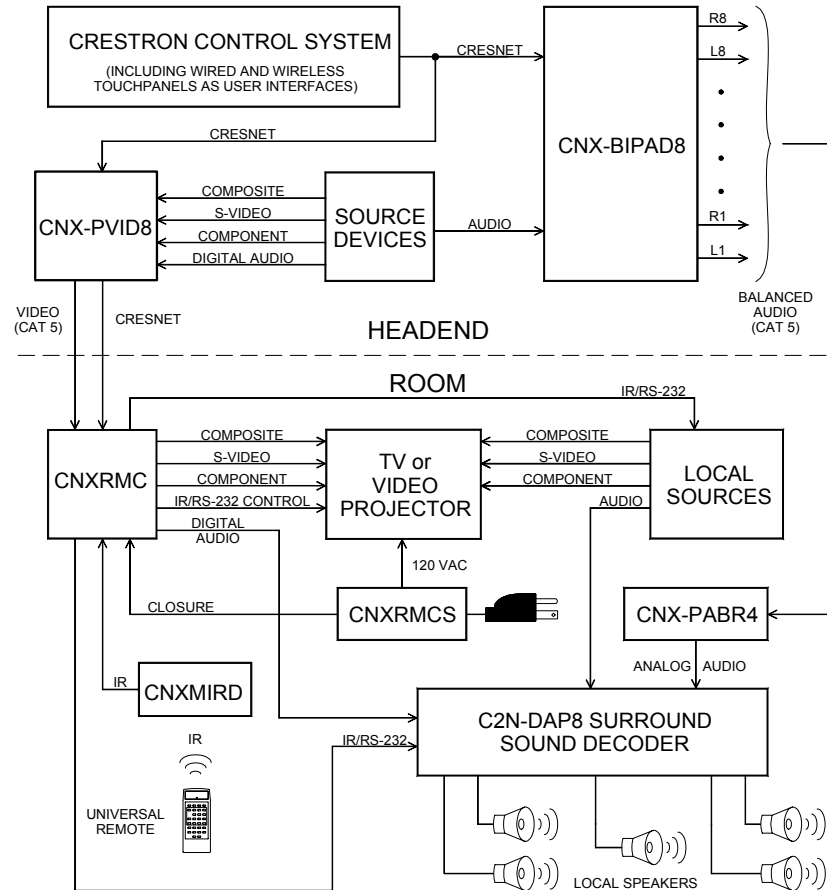 CRESTRON CONTROL SYSTEM
(INCLUDING WIRED AND WIRELESS
TOUCHPANELS AS USER INTERFACES)
CRESNET
CRESNET
CNX-BIPAD8
R8
L8
R1
L1
BALANCED
AUDIO
(CAT 5)
CNX-PVID8
COMPOSITE
S-VIDEO
COMPONENT
DIGITAL AUDIO
SOURCE
DEVICES
AUDIO
VIDEO
(CAT 5)
CRESNET
HEADEND
ROOM
IR/RS-232
CNXRMC
COMPOSITE
S-VIDEO
COMPONENT
IR/RS-232 CONTROL
DIGITAL
AUDIO
TV or
VIDEO
PROJECTOR
COMPOSITE
S-VIDEO
COMPONENT
AUDIO
LOCAL
SOURCES
120 VAC
CLOSURE
CNXRMCS
CNX-PABR4
ANALOG AUDIO
IR
CNXMIRD
C2N-DAP8 SURROUND
SOUND DECODER
IR/RS-232
IR
UNIVERSAL
REMOTE
LOCAL SPEAKERS